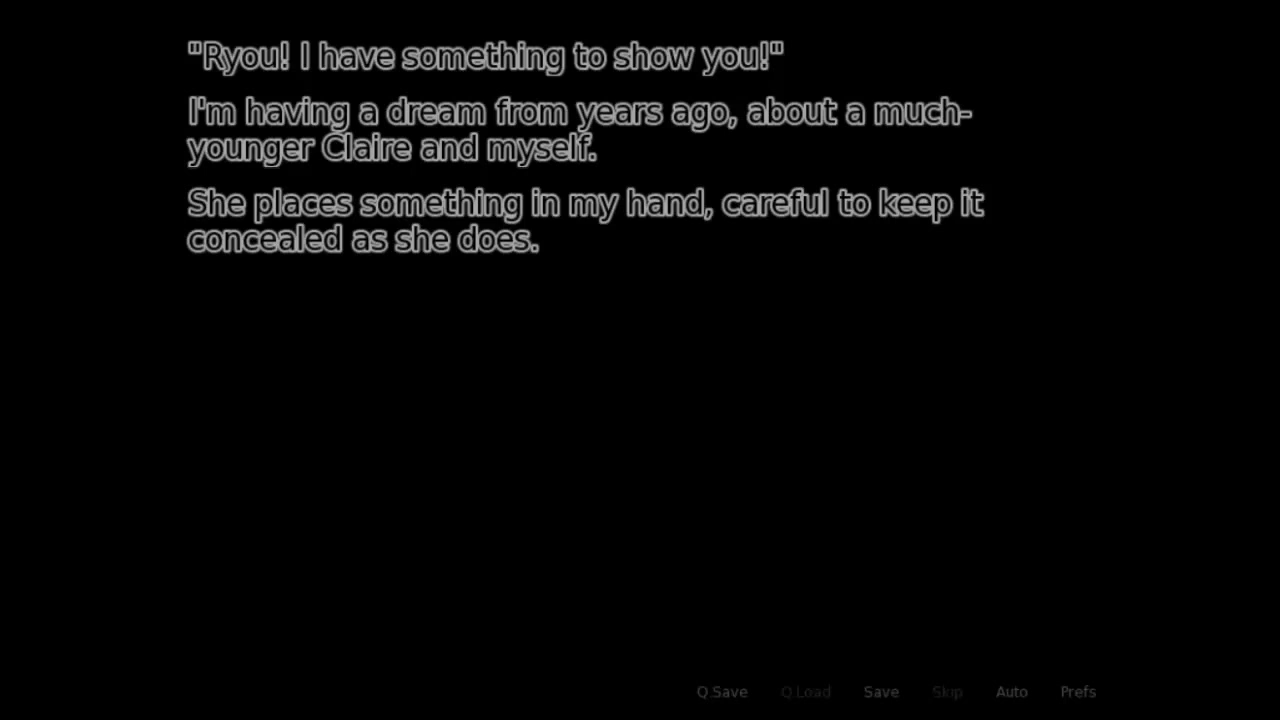 "Ryou! I have something to show you!"
I'm having a dream from years ago, about a much-
younger Claire and myself.
She places something in my hand, careful to keep it
concealed as she does.
Q.Save Q.Load Save Skip Auto Prefs